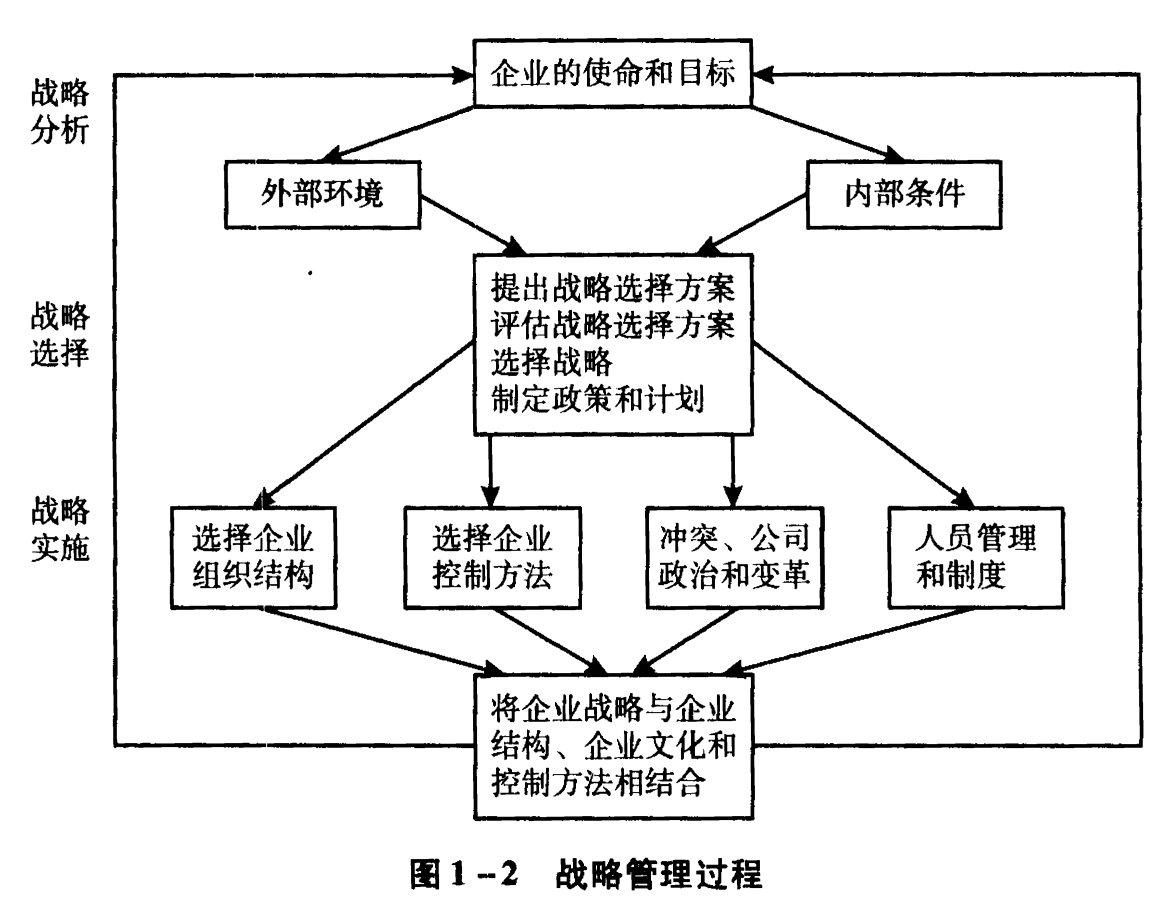 企业的使命和目标
战略
分析
外部环境
内部条件
提出战略选择方案
评估战略选择方案
选择战略
制定政策和计划
战略
选择
战略
实施
选择企业
组织结构
选择企业
控制方法
冲突、公司
政治和变革
人员管理
和制度
将企业战略与企业
结构、企业文化和
控制方法相结合
图1-2 战略管理过程